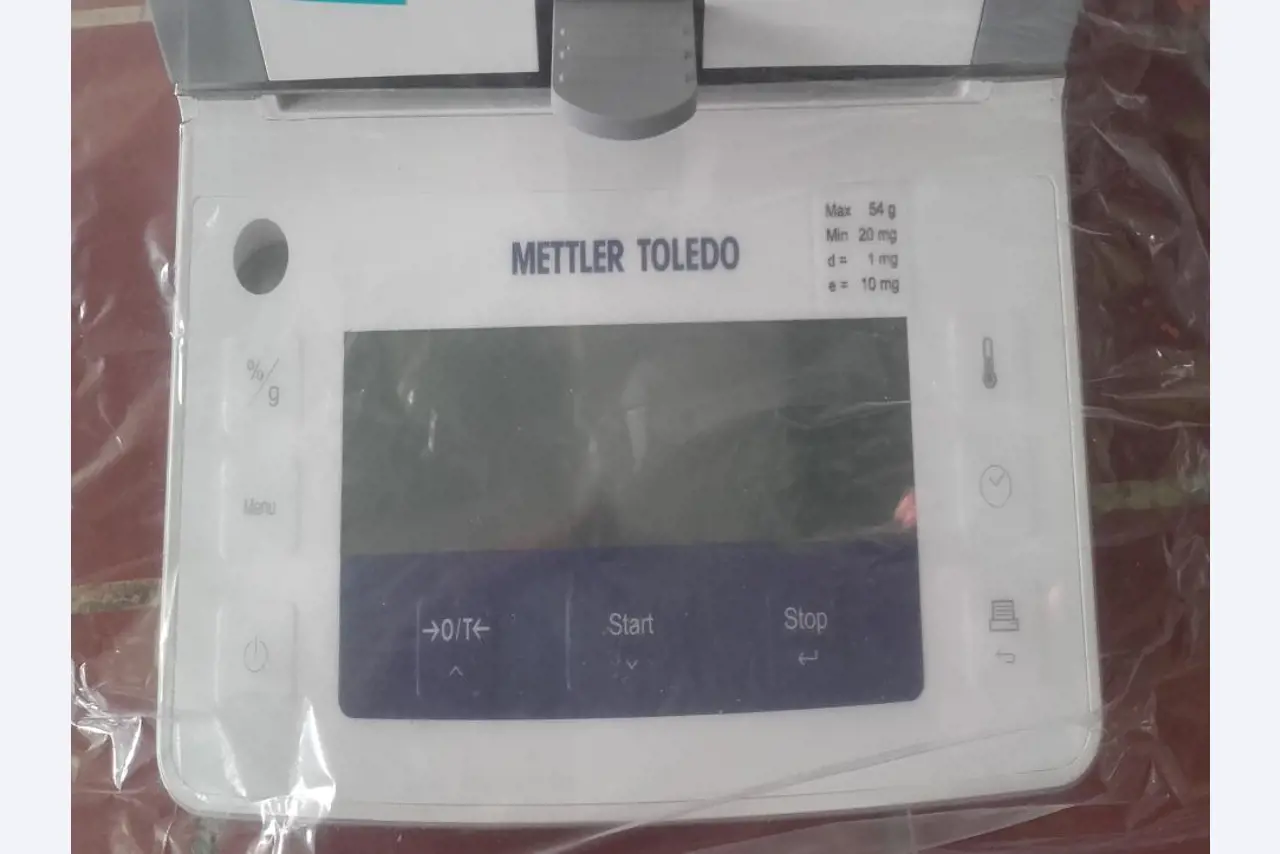 METTLER TOLEDO
Max 54 g
Min 20 mg
d = 1 mg
e = 10 mg
%/g
Menu
→0/T←
Start
Stop